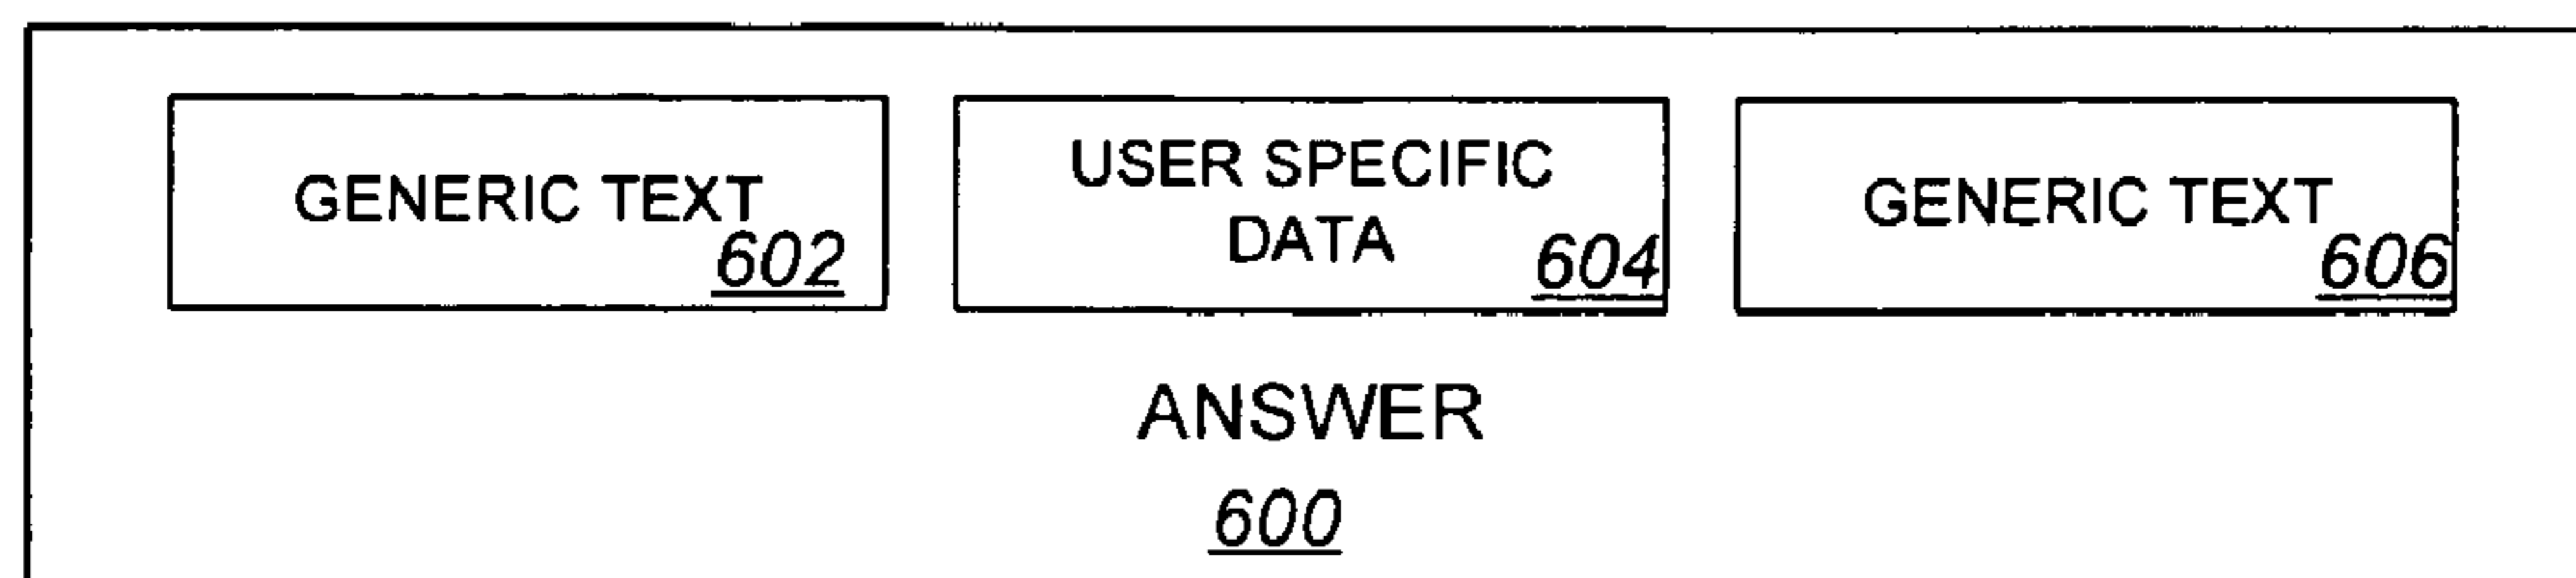 GENERIC TEXT
602
USER SPECIFIC
DATA
604
GENERIC TEXT
606
ANSWER
600